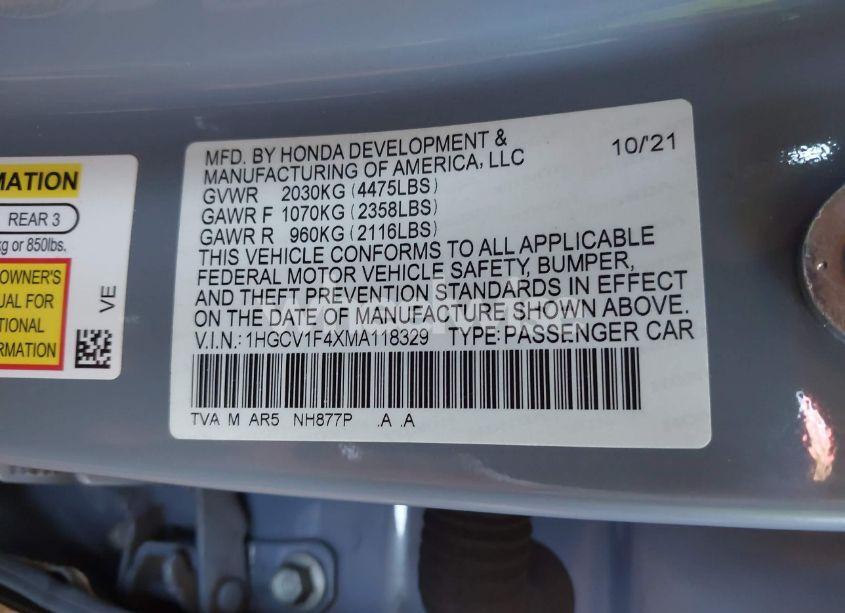 MATION
REAR 3
kg or 850lbs.
OWNER'S
UAL FOR
TIONAL
ORMATION
VE
MFD. BY HONDA DEVELOPMENT &
MANUFACTURING OF AMERICA, LLC
10/21
GVWR 2030KG (4475LBS)
GAWR F 1070KG (2358LBS)
GAWR R 960KG (2116LBS)
THIS VEHICLE CONFORMS TO ALL APPLICABLE
FEDERAL MOTOR VEHICLE SAFETY, BUMPER,
AND THEFT PREVENTION STANDARDS IN EFFECT
ON THE DATE OF MANUFACTURE SHOWN ABOVE.
V.I.N.: 1HGCV1F4XMA118329 TYPE: PASSENGER CAR
TVA M AR5 NH877P .A .A